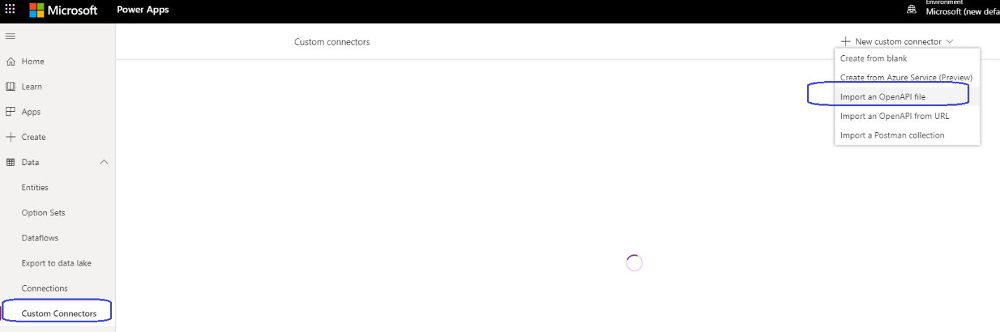 Microsoft Power Apps
Environment
Microsoft (new defa
Custom connectors
New custom connector
Create from blank
Create from Azure Service (Preview)
Import an OpenAPI file
Import an OpenAPI from URL
Import a Postman collection
Home
Learn
Apps
Create
Data
Entities
Option Sets
Dataflows
Export to data lake
Connections
Custom Connectors